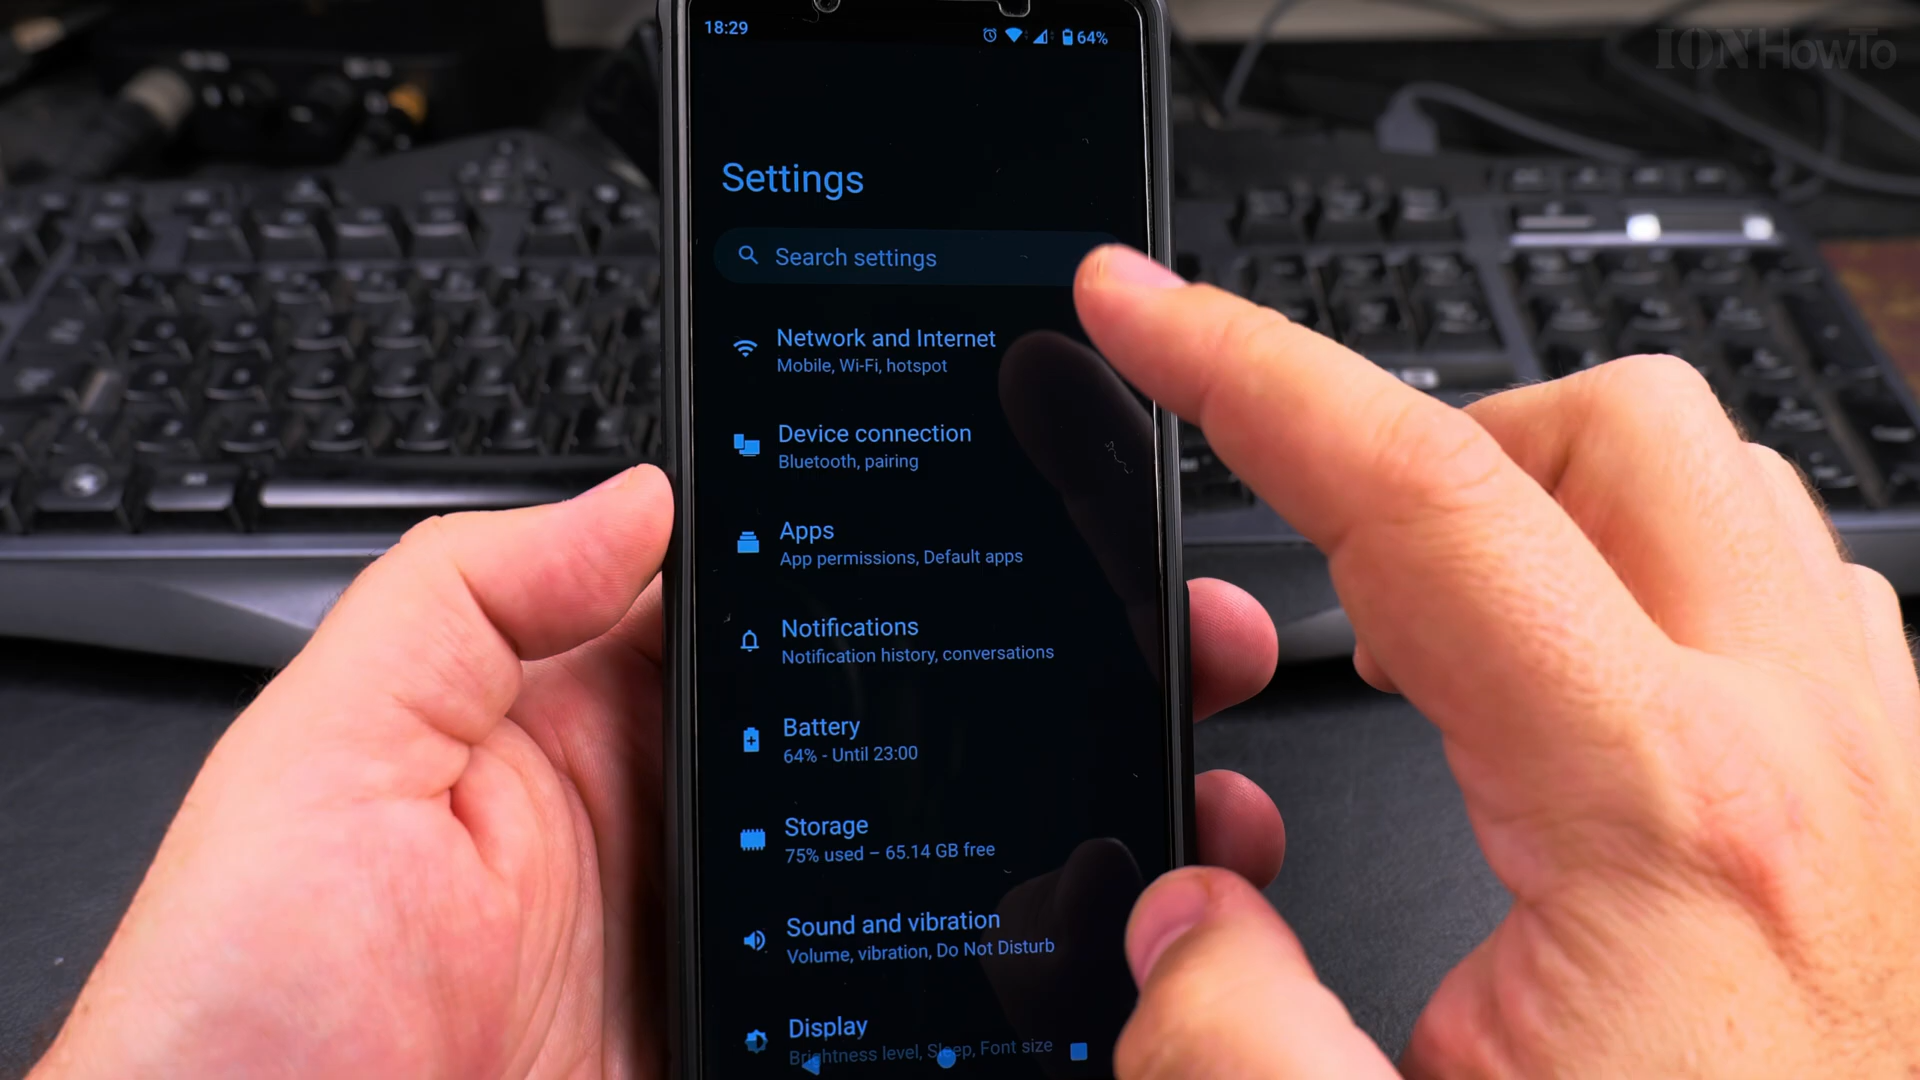 IONHowTo
18:29
64%
Settings
Search settings
Network and Internet
Mobile, Wi-Fi, hotspot
Device connection
Bluetooth, pairing
Apps
App permissions, Default apps
Notifications
Notification history, conversations
Battery
64% - Until 23:00
Storage
75% used – 65.14 GB free
Sound and vibration
Volume, vibration, Do Not Disturb
Display
Brightness level, Sleep, Font size